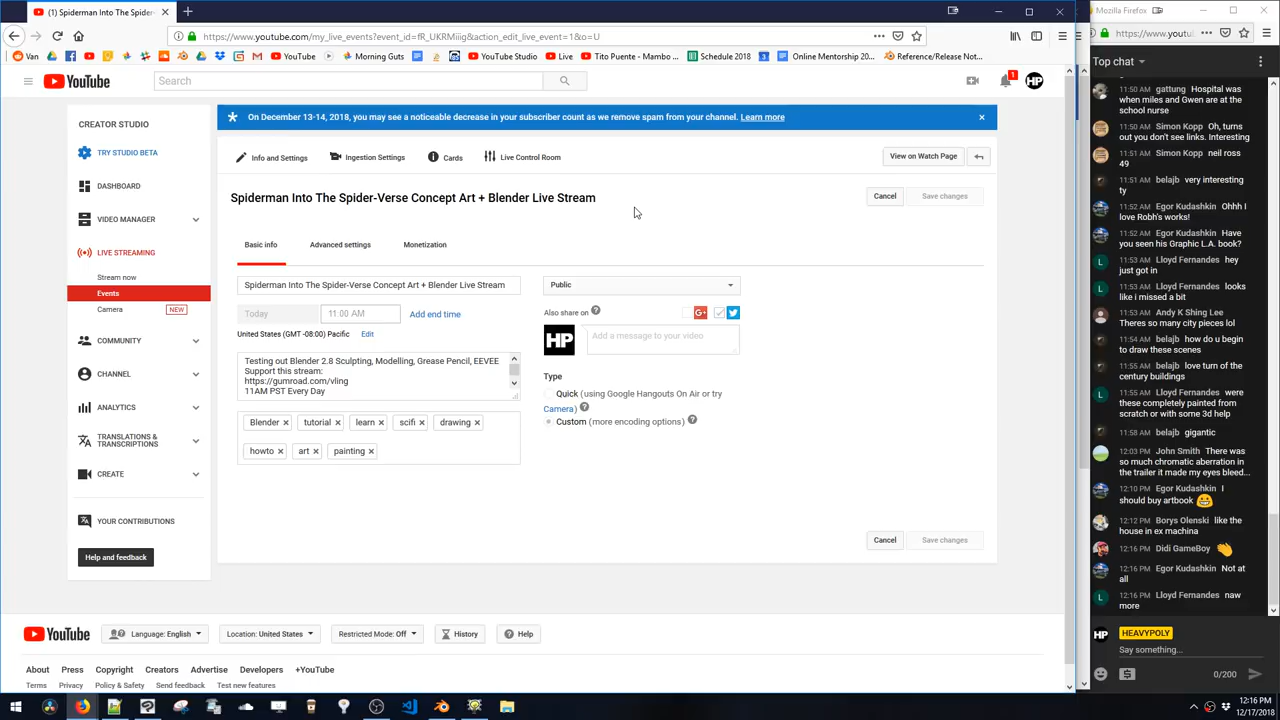 (1) Spiderman Into The Spider-
https://www.youtube.com/my_live_events?event_id=fR_UKRMiiig&action_edit_live_event=1&o=U
Ran
YouTube
Morning Guts
YouTube Studio
Live
Tito Puente - Mambo ...
Schedule 2018
Online Mentorship 20...
Reference/Release Not...
YouTube
Search
1
HP
CREATOR STUDIO
TRY STUDIO BETA
DASHBOARD
VIDEO MANAGER
LIVE STREAMING
Stream now
Events
Camera
NEW
COMMUNITY
CHANNEL
ANALYTICS
TRANSLATIONS &
TRANSCRIPTIONS
CREATE
YOUR CONTRIBUTIONS
Help and feedback
On December 13-14, 2018, you may see a noticeable decrease in your subscriber count as we remove spam from your channel. Learn more
Info and Settings
Ingestion Settings
Cards
Live Control Room
View on Watch Page
Spiderman Into The Spider-Verse Concept Art + Blender Live Stream
Cancel
Save changes
Basic info
Advanced settings
Monetization
Spiderman Into The Spider-Verse Concept Art + Blender Live Stream
Today
11:00 AM
Add end time
United States (GMT -08:00) Pacific
Edit
Testing out Blender 2.8 Sculpting, Modelling, Grease Pencil, EEVEE
Support this stream:
https://gumroad.com/vling
11AM PST Every Day
Blender
tutorial
learn
scifi
drawing
howto
art
painting
Public
Also share on
HP
Add a message to your video
Type
Quick (using Google Hangouts On Air or try
Camera)
Custom (more encoding options)
Cancel
Save changes
YouTube
Language: English
Location: United States
Restricted Mode: Off
History
Help
About
Press
Copyright
Creators
Advertise
Developers
+YouTube
Terms
Privacy
Policy & Safety
Send feedback
Test new features
Mozilla Firefox
https://www.youtu
Top chat
11:50 AM gattung Hospital was
when miles and Gwen are at the
school nurse
11:50 AM Simon Kopp Oh, turns
out you don't see links. Interesting
11:51 AM Simon Kopp neil ross
49
11:51 AM belajb very interesting
ty
11:51 AM Egor Kudashkin Ohhh I
love Robh's works!
11:52 AM Egor Kudashkin Have
you seen his Graphic L.A. book?
11:53 AM Lloyd Fernandes hey
just got in
11:53 AM Lloyd Fernandes looks
like i missed a bit
11:53 AM Andy K Shing Lee
Theres so many city pieces lol
11:54 AM belajb how do u begin
to draw these scenes
11:54 AM belajb love turn of the
century buildings
11:55 AM Lloyd Fernandes were
these completely painted from
scratch or with some 3d help
11:58 AM belajb gigantic
12:03 PM John Smith There was
so much chromatic aberration in
the trailer it made my eyes bleed...
12:10 PM Egor Kudashkin I
should buy artbook
12:12 PM Borys Olenski like the
house in ex machina
12:16 PM Didi GameBoy
12:16 PM Egor Kudashkin Not at
all
12:16 PM Lloyd Fernandes naw
more
HP
HEAVYPOLY
Say something...
0/200
12:16 PM
12/17/2018